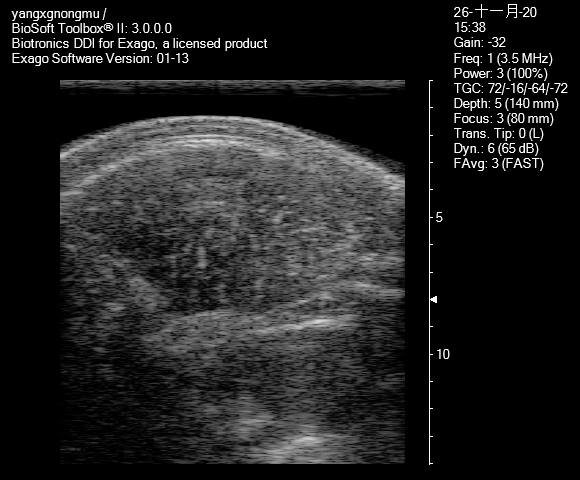 yangxgnongmu /
BioSoft Toolbox® II: 3.0.0.0
Biotronics DDI for Exago, a licensed product
Exago Software Version: 01-13
26-十一月-20
15:38
Gain: -32
Freq: 1 (3.5 MHz)
Power: 3 (100%)
TGC: 72/-16/-64/-72
Depth: 5 (140 mm)
Focus: 3 (80 mm)
Trans. Tip: 0 (L)
Dyn.: 6 (65 dB)
FAvg: 3 (FAST)
5
10